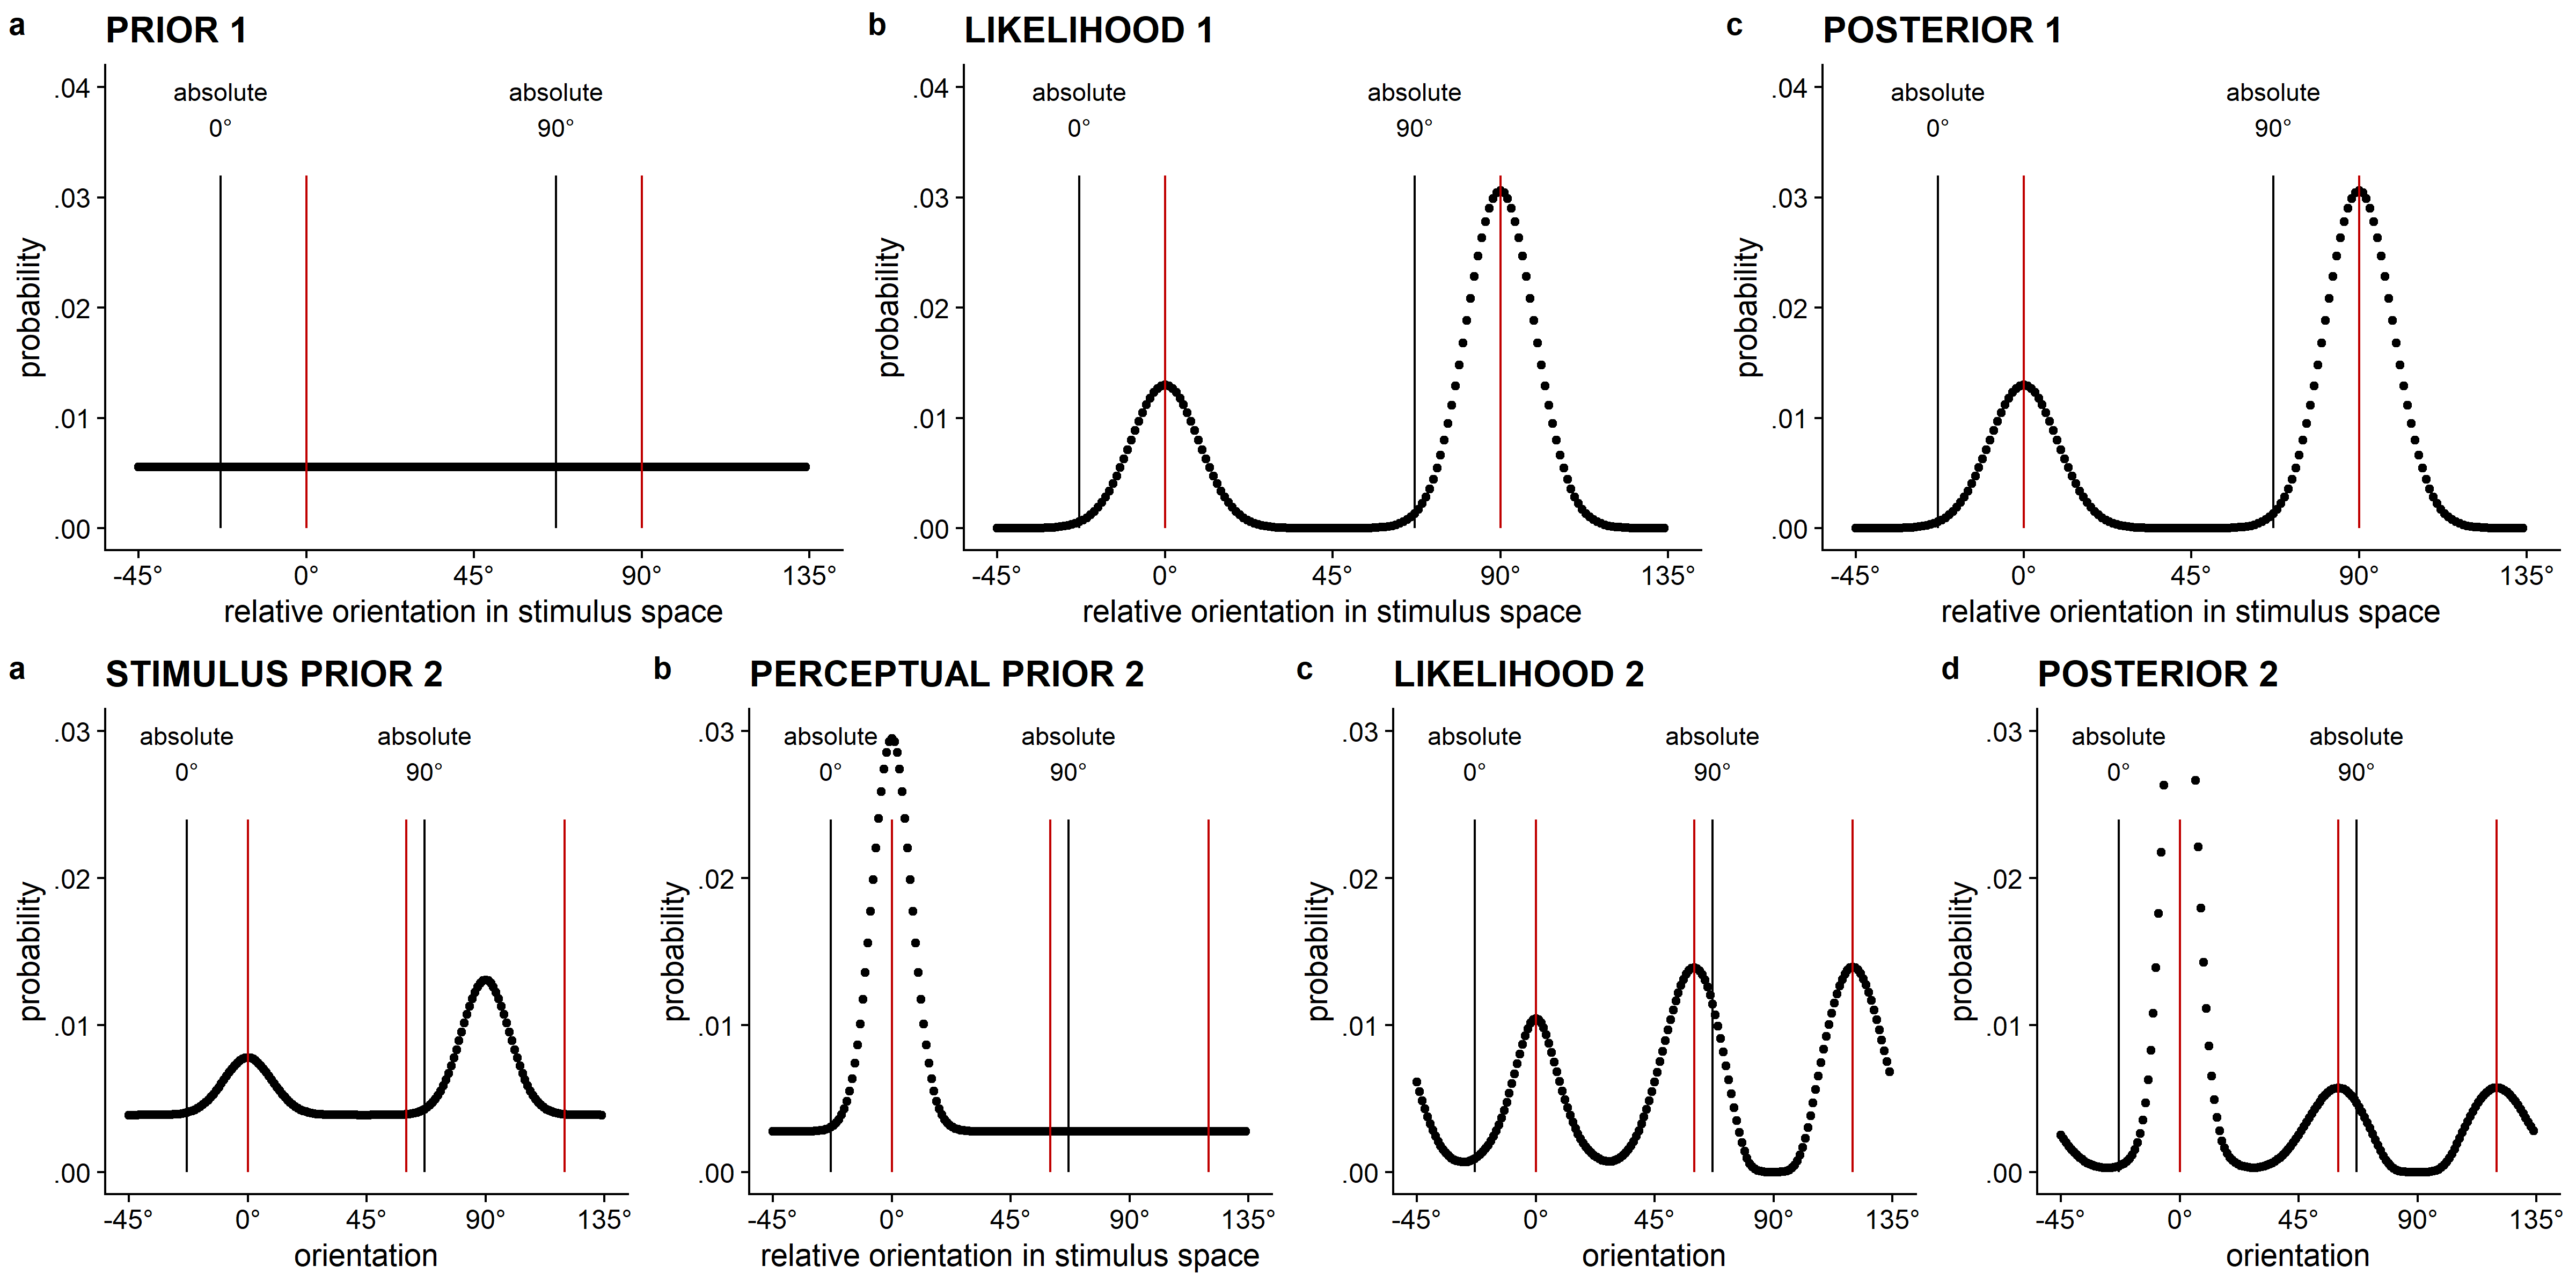 a PRIOR 1
absolute absolute
0° 90°
.04
.03
.02
.01
.00
probability
-45° 0° 45° 90° 135°
relative orientation in stimulus space
b LIKELIHOOD 1
absolute absolute
0° 90°
.04
.03
.02
.01
.00
probability
-45° 0° 45° 90° 135°
relative orientation in stimulus space
c POSTERIOR 1
absolute absolute
0° 90°
.04
.03
.02
.01
.00
probability
-45° 0° 45° 90° 135°
relative orientation in stimulus space
a STIMULUS PRIOR 2
absolute absolute
0° 90°
.03
.02
.01
.00
probability
-45° 0° 45° 90° 135°
orientation
b PERCEPTUAL PRIOR 2
absolute absolute
0° 90°
.03
.02
.01
.00
probability
-45° 0° 45° 90° 135°
relative orientation in stimulus space
c LIKELIHOOD 2
absolute absolute
0° 90°
.03
.02
.01
.00
probability
-45° 0° 45° 90° 135°
orientation
d POSTERIOR 2
absolute absolute
0° 90°
.03
.02
.01
.00
probability
-45° 0° 45° 90° 135°
orientation